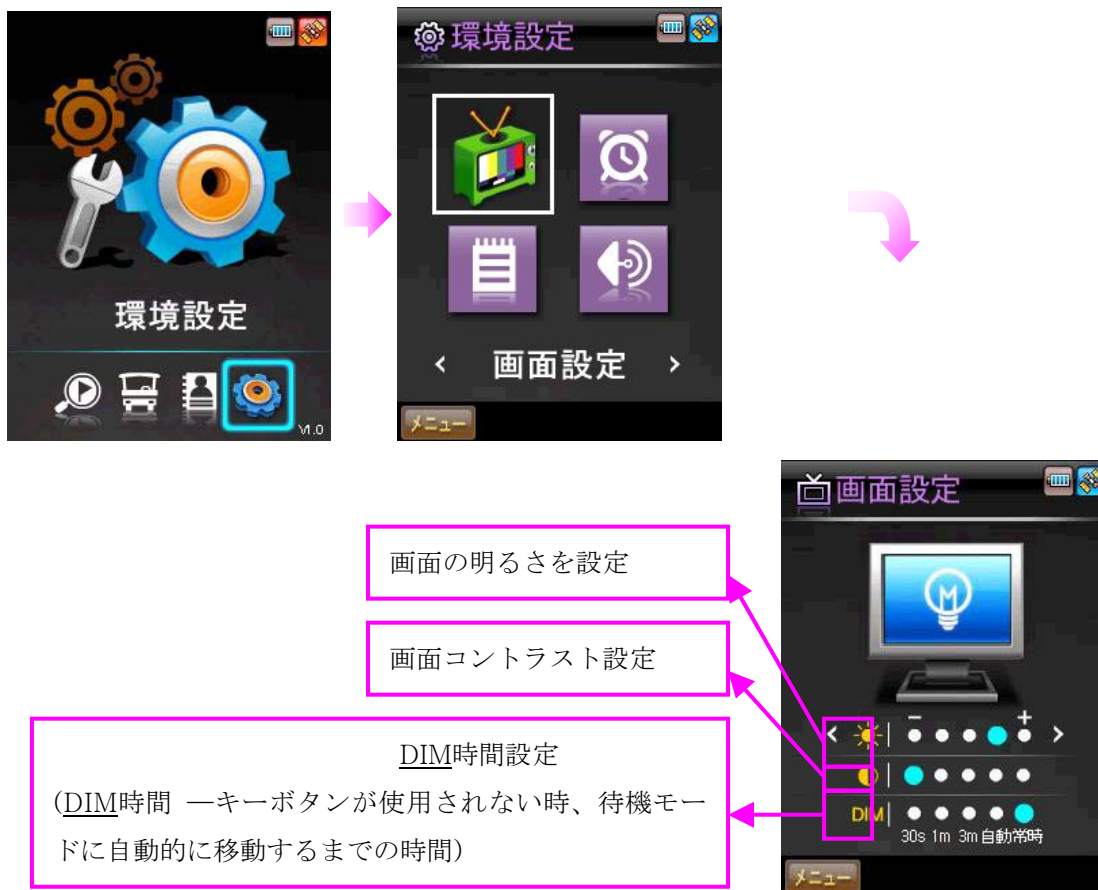 環境設定
V1.0
環境設定
< 画面設定 >
メニュー
画面設定
画面の明るさを設定
画面コントラスト設定
DIM時間設定
(DIM時間 ―キーボタンが使用されない時、待機モー
ドに自動的に移動するまでの時間)
M
- +
< >
DIM
30s 1m 3m 自動 常時
メニュー